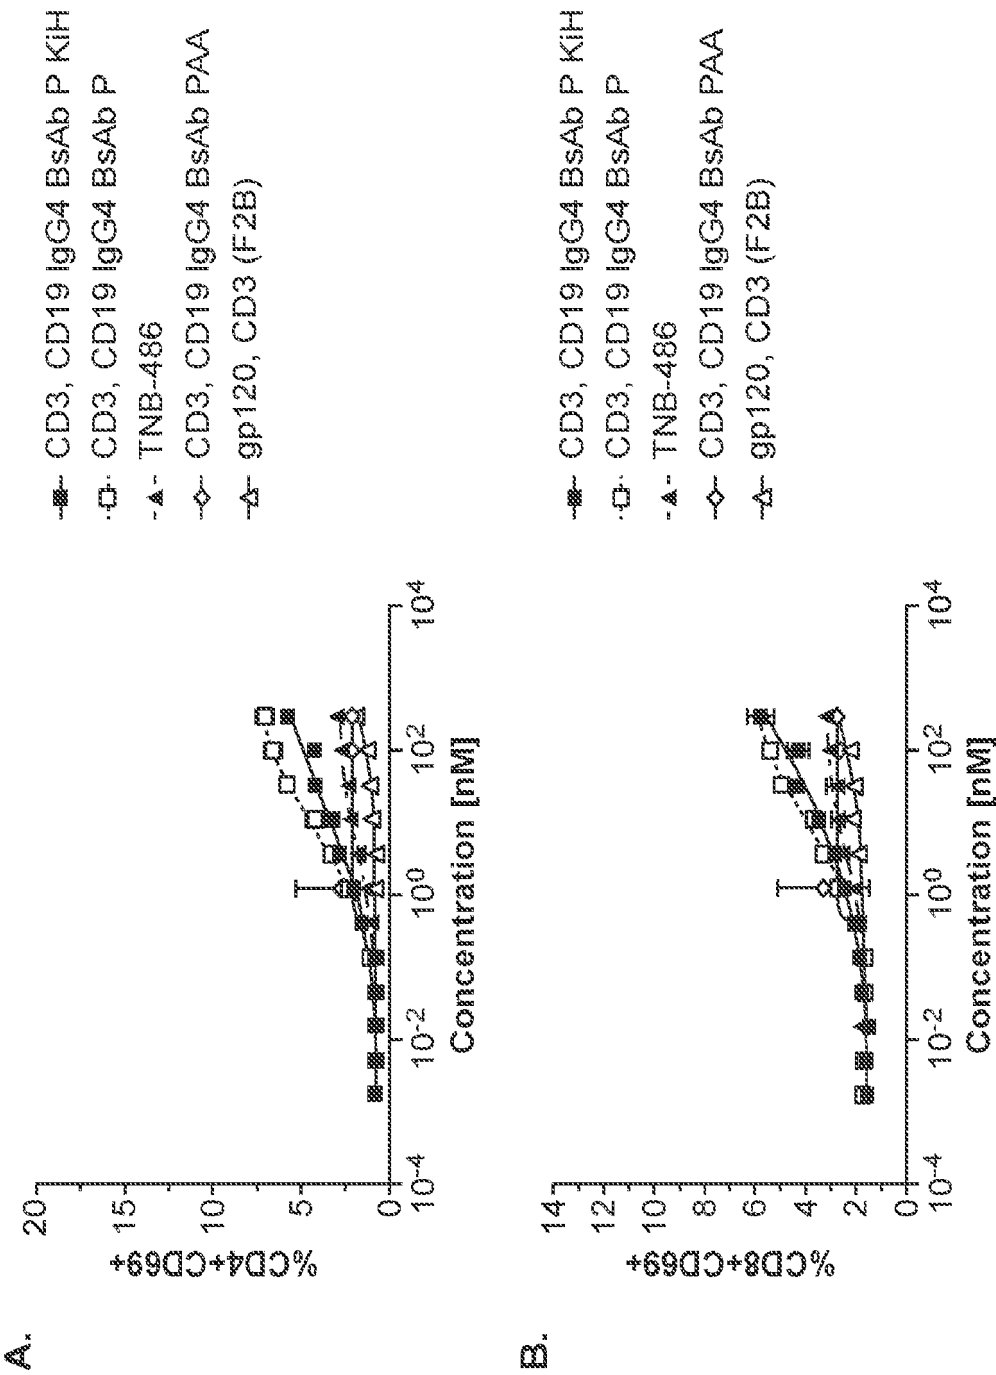 A.
%CD4+CD69+
20
15
10
5
0
10-4
10-2
100
102
104
Concentration [nM]
CD3, CD19 IgG4 BsAb P KiH
CD3, CD19 IgG4 BsAb P
TNB-486
CD3, CD19 IgG4 BsAb PAA
gp120, CD3 (F2B)
B.
%CD8+CD69+
14
12
10
8
6
4
2
0
10-4
10-2
100
102
104
Concentration [nM]
CD3, CD19 IgG4 BsAb P KiH
CD3, CD19 IgG4 BsAb P
TNB-486
CD3, CD19 IgG4 BsAb PAA
gp120, CD3 (F2B)